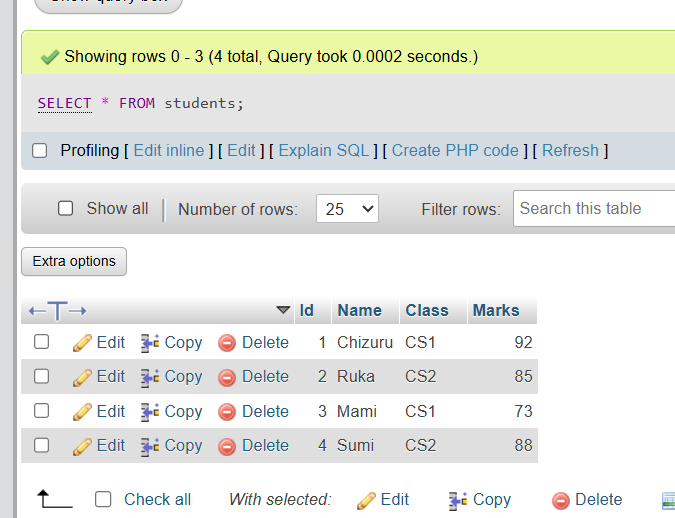 Show query box
Showing rows 0 - 3 (4 total, Query took 0.0002 seconds.)
SELECT * FROM students;
Profiling [ Edit inline ] [ Edit ] [ Explain SQL ] [ Create PHP code ] [ Refresh ]
Show all Number of rows: 25 Filter rows: Search this table
Extra options
Id Name Class Marks
Edit Copy Delete 1 Chizuru CS1 92
Edit Copy Delete 2 Ruka CS2 85
Edit Copy Delete 3 Mami CS1 73
Edit Copy Delete 4 Sumi CS2 88
Check all With selected: Edit Copy Delete